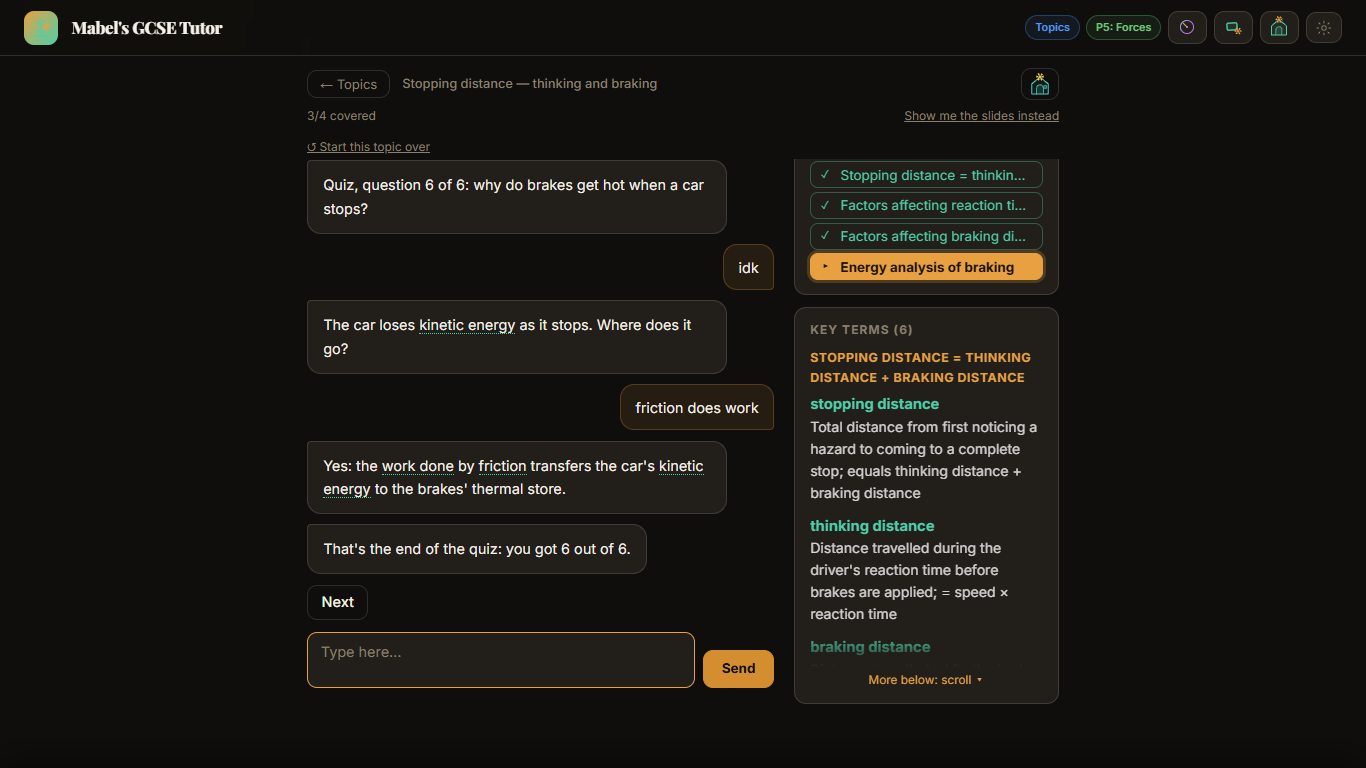 Mabel's GCSE Tutor
Topics
P5: Forces
← Topics
Stopping distance — thinking and braking
3/4 covered
Show me the slides instead
↺ Start this topic over
Quiz, question 6 of 6: why do brakes get hot when a car
stops?
idk
The car loses kinetic energy as it stops. Where does it
go?
friction does work
Yes: the work done by friction transfers the car's kinetic
energy to the brakes' thermal store.
That's the end of the quiz: you got 6 out of 6.
Next
Type here...
Send
✓ Stopping distance = thinkin...
✓ Factors affecting reaction ti...
✓ Factors affecting braking di...
▸ Energy analysis of braking
KEY TERMS (6)
STOPPING DISTANCE = THINKING
DISTANCE + BRAKING DISTANCE
stopping distance
Total distance from first noticing a
hazard to coming to a complete
stop; equals thinking distance +
braking distance
thinking distance
Distance travelled during the
driver's reaction time before
brakes are applied; = speed ×
reaction time
braking distance
More below: scroll ▾